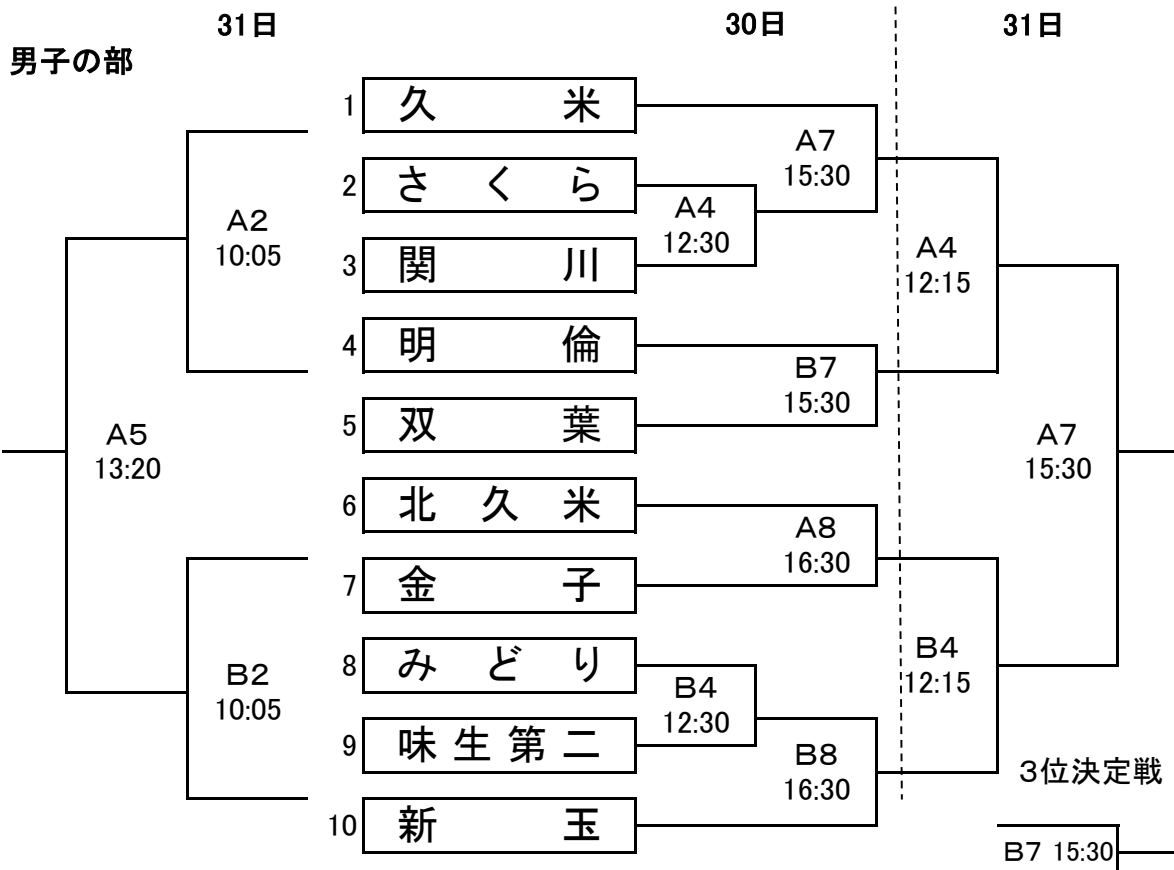 31日
30日
31日
男子の部
1 久米
2 さくら
3 関川
4 明倫
5 双葉
6 北久米
7 金子
8 みどり
9 味生第二
10 新玉
A2
10:05
A5
13:20
B2
10:05
A4
12:30
A7
15:30
B7
15:30
A8
16:30
B4
12:30
B8
16:30
A4
12:15
B4
12:15
A7
15:30
3位決定戦
B7 15:30